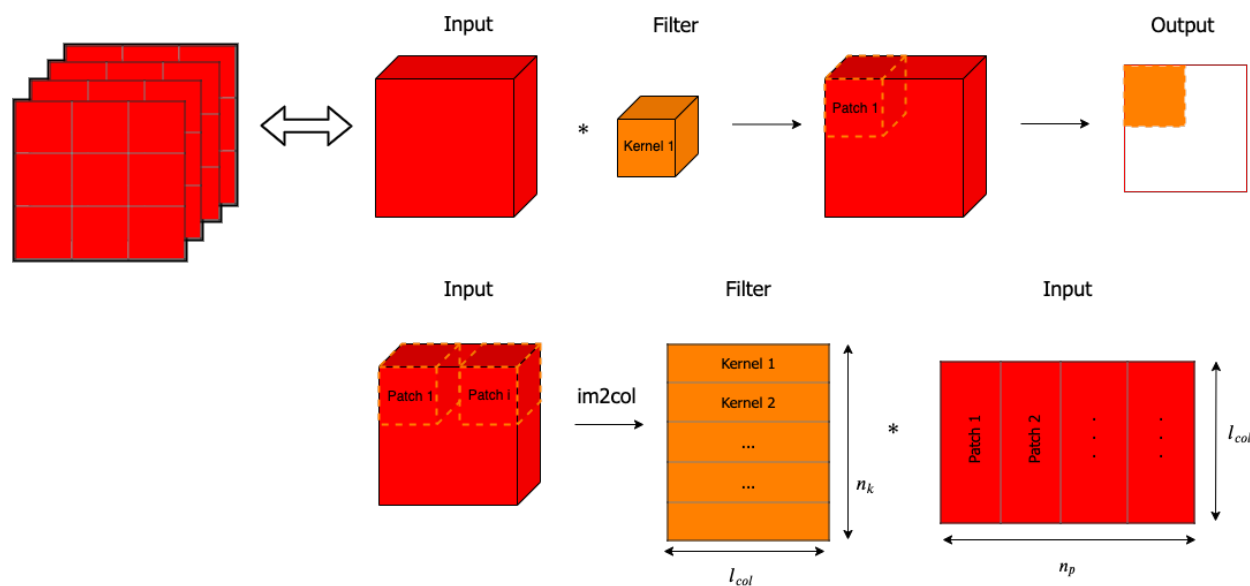 Input
Filter
Output
*
Kernel 1
Patch 1
Input
Filter
Input
Patch 1
Patch i
im2col
Kernel 1
Kernel 2
...
...
n_k
l_col
*
Patch 1
Patch 2
. . .
. . .
l_col
n_p